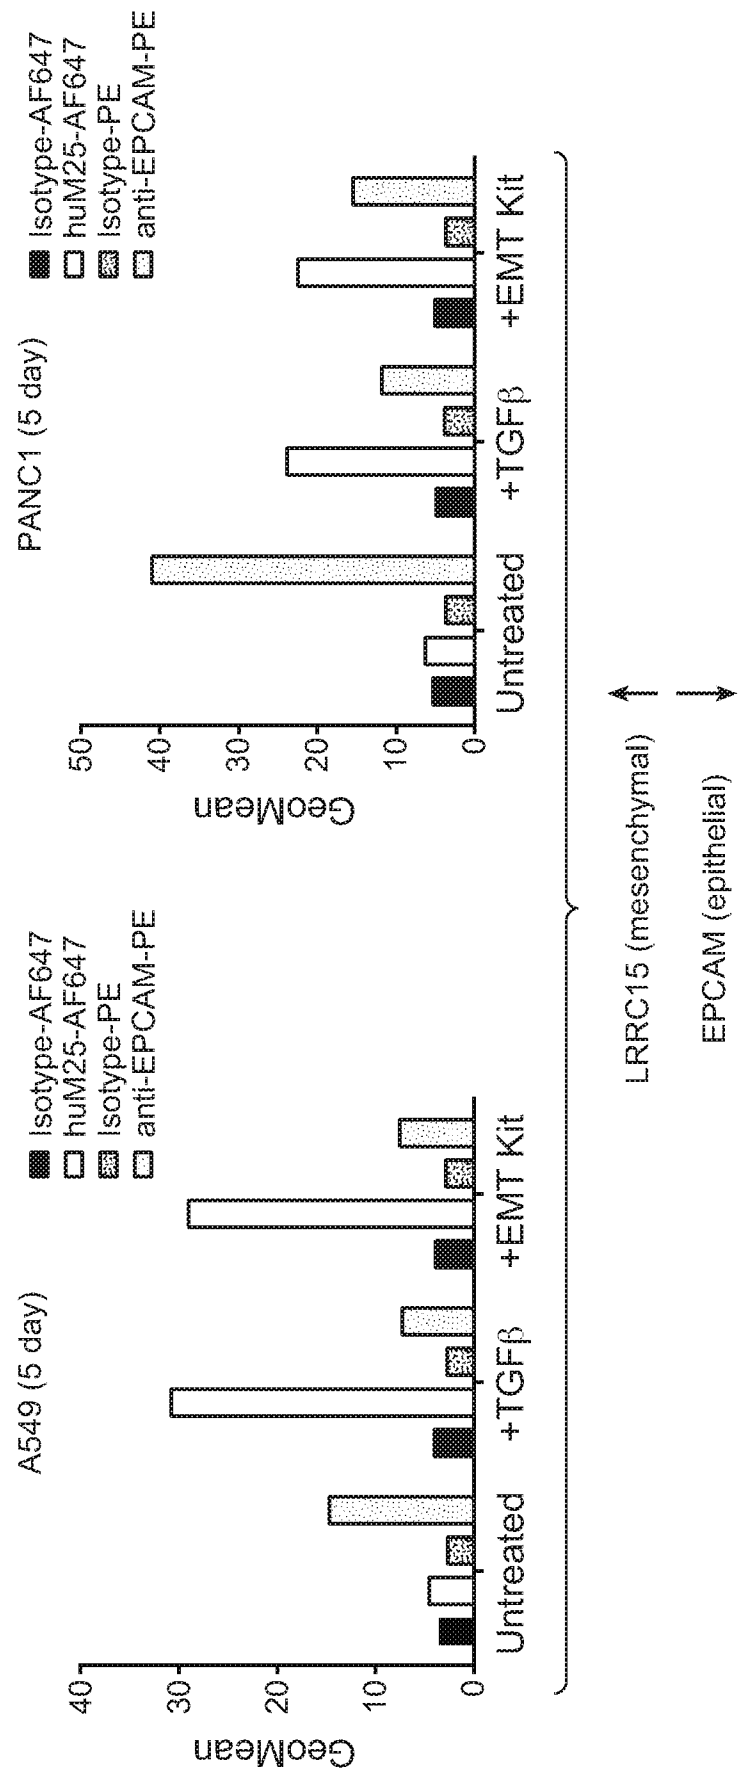 A549 (5 day)
Isotype-AF647
huM25-AF647
Isotype-PE
anti-EPCAM-PE
GeoMean
40
30
20
10
0
Untreated
+TGFβ
+EMT Kit
PANC1 (5 day)
Isotype-AF647
huM25-AF647
Isotype-PE
anti-EPCAM-PE
GeoMean
50
40
30
20
10
0
Untreated
+TGFβ
+EMT Kit
LRRC15 (mesenchymal)
EPCAM (epithelial)